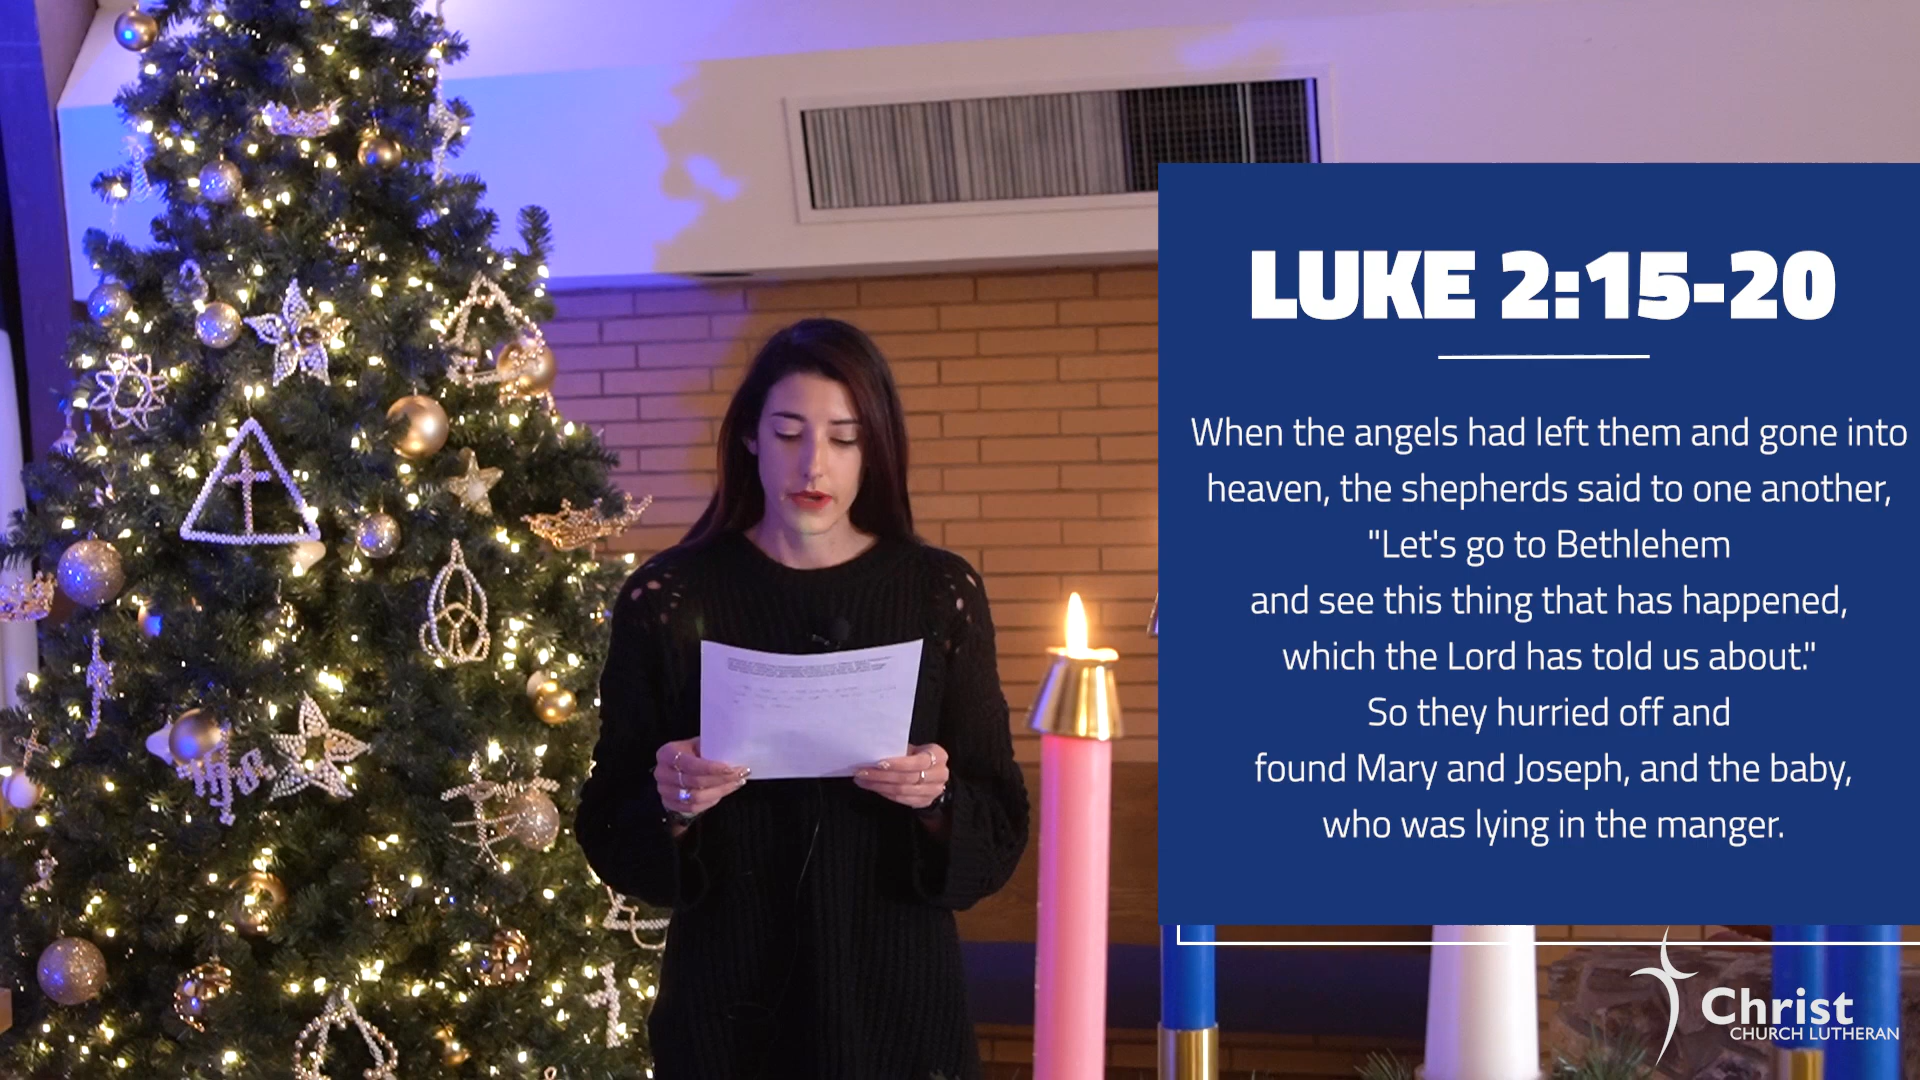 LUKE 2:15-20
When the angels had left them and gone into
heaven, the shepherds said to one another,
"Let's go to Bethlehem
and see this thing that has happened,
which the Lord has told us about."
So they hurried off and
found Mary and Joseph, and the baby,
who was lying in the manger.
Christ
CHURCH LUTHERAN